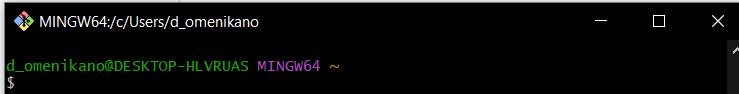 MINGW64:/c/Users/d_omenikano
d_omenikano@DESKTOP-HLVRUAS MINGW64 ~
$